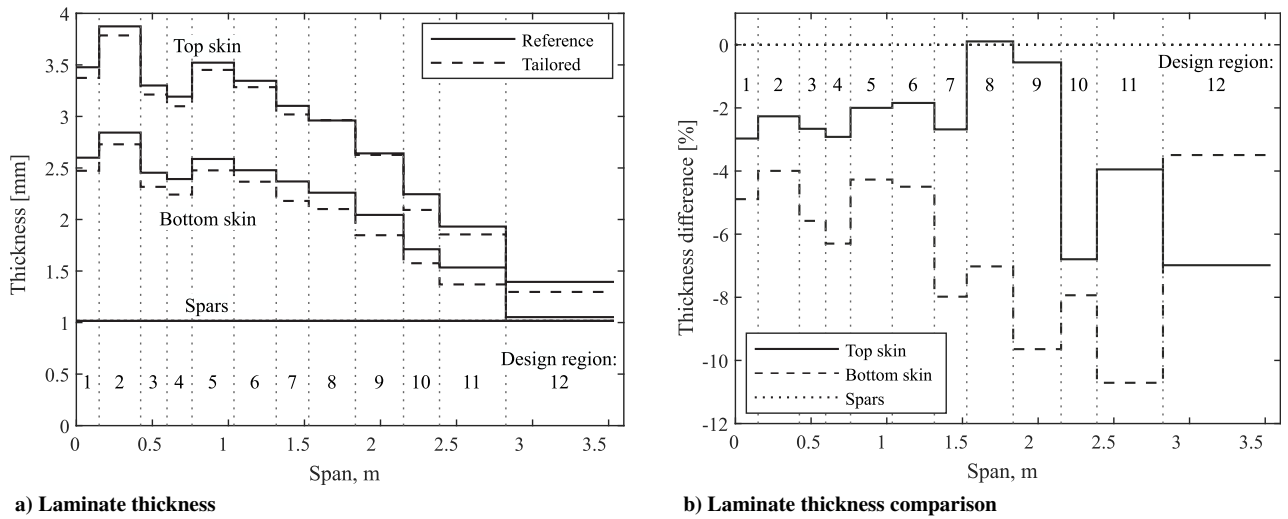 4
3.5
3
2.5
2
1.5
1
0.5
0
Thickness [mm]
Top skin
Reference
Tailored
Bottom skin
Spars
Design region:
1 2 3 4 5 6 7 8 9 10 11 12
0 0.5 1 1.5 2 2.5 3 3.5
Span, m
a) Laminate thickness
0
-2
-4
-6
-8
-10
-12
Thickness difference [%]
Design region:
1 2 3 4 5 6 7 8 9 10 11 12
Top skin
Bottom skin
Spars
0 0.5 1 1.5 2 2.5 3 3.5
Span, m
b) Laminate thickness comparison